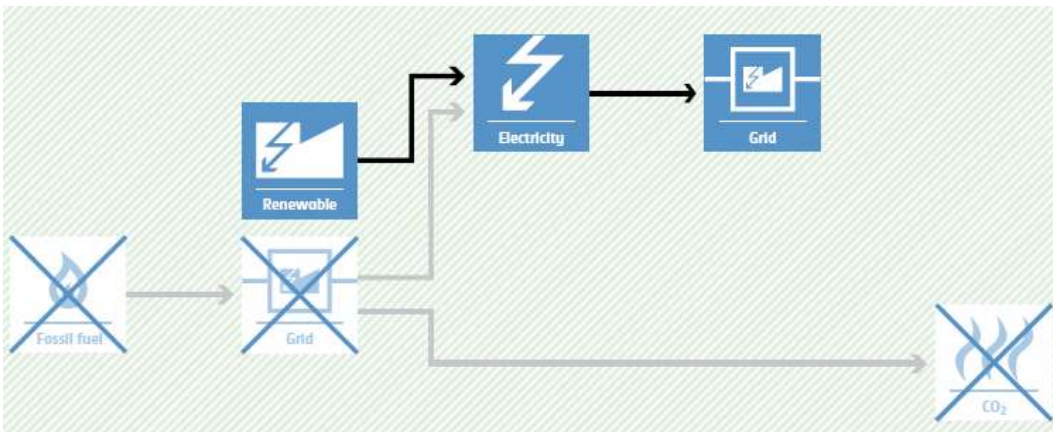 Electricity
Grid
Renewable
Fossil fuel
Grid
CO₂